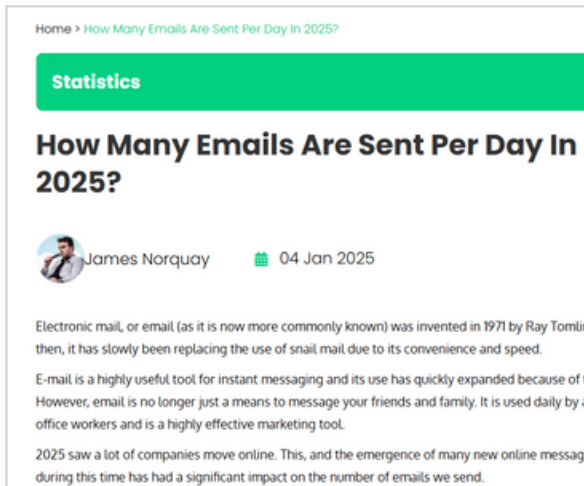 Home > How Many Emails Are Sent Per Day In 2025?
Statistics
How Many Emails Are Sent Per Day In
2025?
James Norquay
04 Jan 2025
Electronic mail, or email (as it is now more commonly known) was invented in 1971 by Ray
then, it has slowly been replacing the use of snail mail due to its convenience and speed.
E-mail is a highly useful tool for instant messaging and its use has quickly expanded because of
However, email is no longer just a means to message your friends and family. It is used daily by
office workers and is a highly effective marketing tool.
2025 saw a lot of companies move online. This, and the emergence of many new online
during this time has had a significant impact on the number of emails we send.